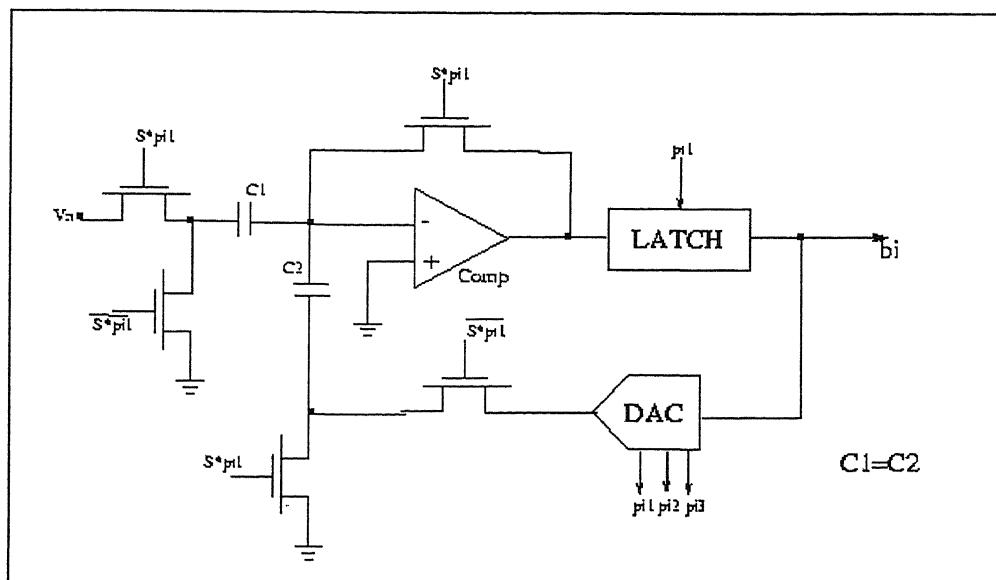 S*pi1
S*pi1
pi1
C1
Vin
-
LATCH
C2
+
Comp
bi
S*pi1
S*pi1
DAC
S*pi1
C1=C2
pi1 pi2 pi3